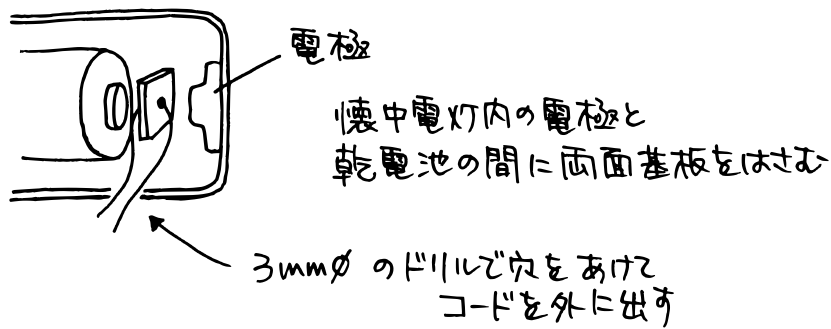 電極
懐中電灯内の電極と
乾電池の間に両面基板をはさむ
3mmφ のドリルで穴をあけて
コードを外に出す